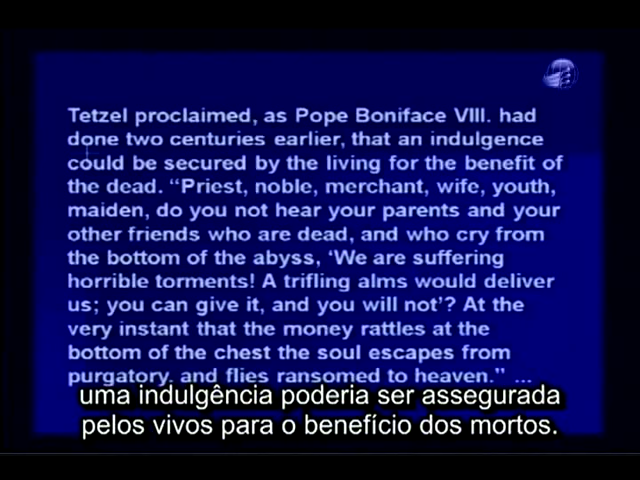 Tetzel proclaimed, as Pope Boniface VIII. had
done two centuries earlier, that an indulgence
could be secured by the living for the benefit of
the dead. “Priest, noble, merchant, wife, youth,
maiden, do you not hear your parents and your
other friends who are dead, and who cry from
the bottom of the abyss, ‘We are suffering
horrible torments! A trifling alms would deliver
us; you can give it, and you will not’? At the
very instant that the money rattles at the
bottom of the chest the soul escapes from
purgatory, and flies ransomed to heaven.” ...
uma indulgência poderia ser assegurada
pelos vivos para o benefício dos mortos.